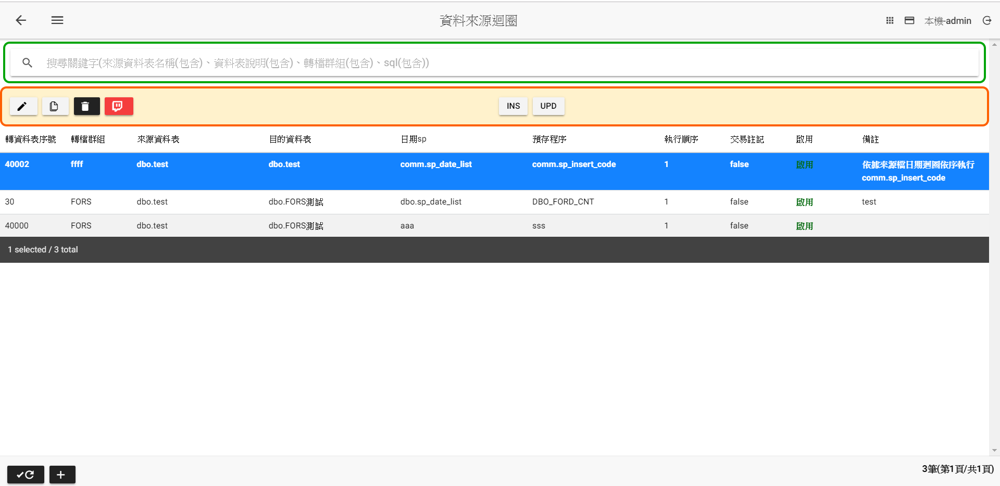 資料來源迴圈
本機-admin
搜尋關鍵字(來源資料表名稱(包含)、資料表說明(包含)、轉檔群組(包含)、sql(包含))
INS UPD
轉資料表序號 轉檔群組 來源資料表 目的資料表 日期sp 預存程序 執行順序 交易註記 啟用 備註
40002 ffff dbo.test dbo.test comm.sp_date_list comm.sp_insert_code 1 false 啟用 依據來源檔日期迴圈依序執行
comm.sp_insert_code
30 FORS dbo.test dbo.FORS測試 dbo.sp_date_list DBO_FORD_CNT 1 false 啟用 test
40000 FORS dbo.test dbo.FORS測試 aaa sss 1 false 啟用
1 selected / 3 total
3筆(第1頁/共1頁)